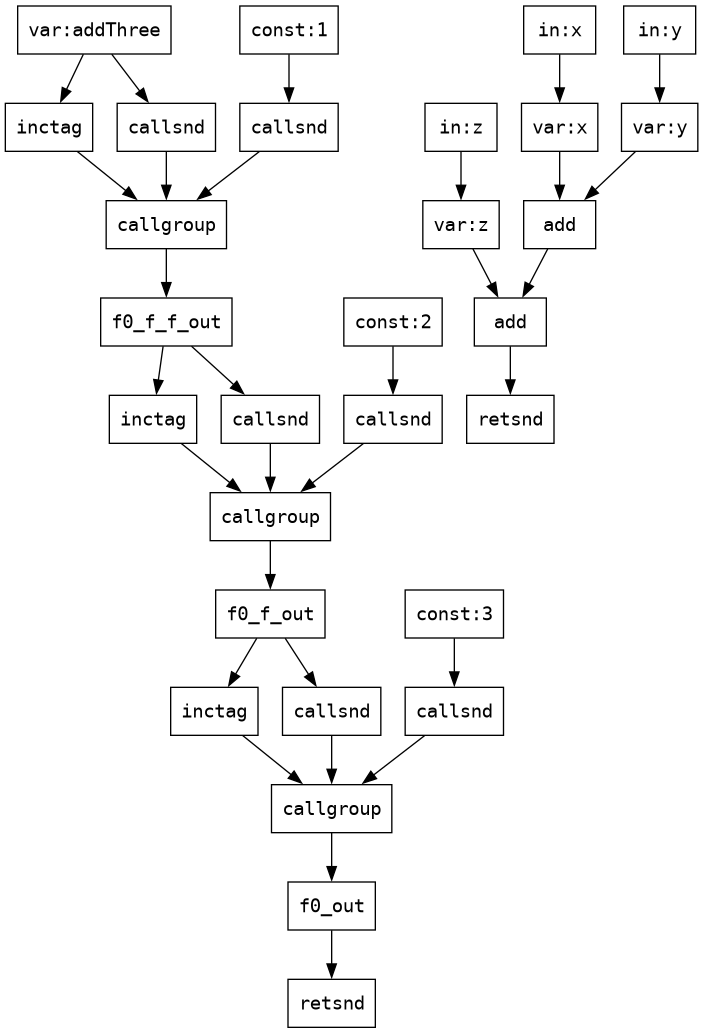 var:addThree
const:1
in:x
in:y
inctag
callsnd
callsnd
in:z
var:x
var:y
callgroup
var:z
add
f0_f_f_out
const:2
add
inctag
callsnd
callsnd
retsnd
callgroup
f0_f_out
const:3
inctag
callsnd
callsnd
callgroup
f0_out
retsnd